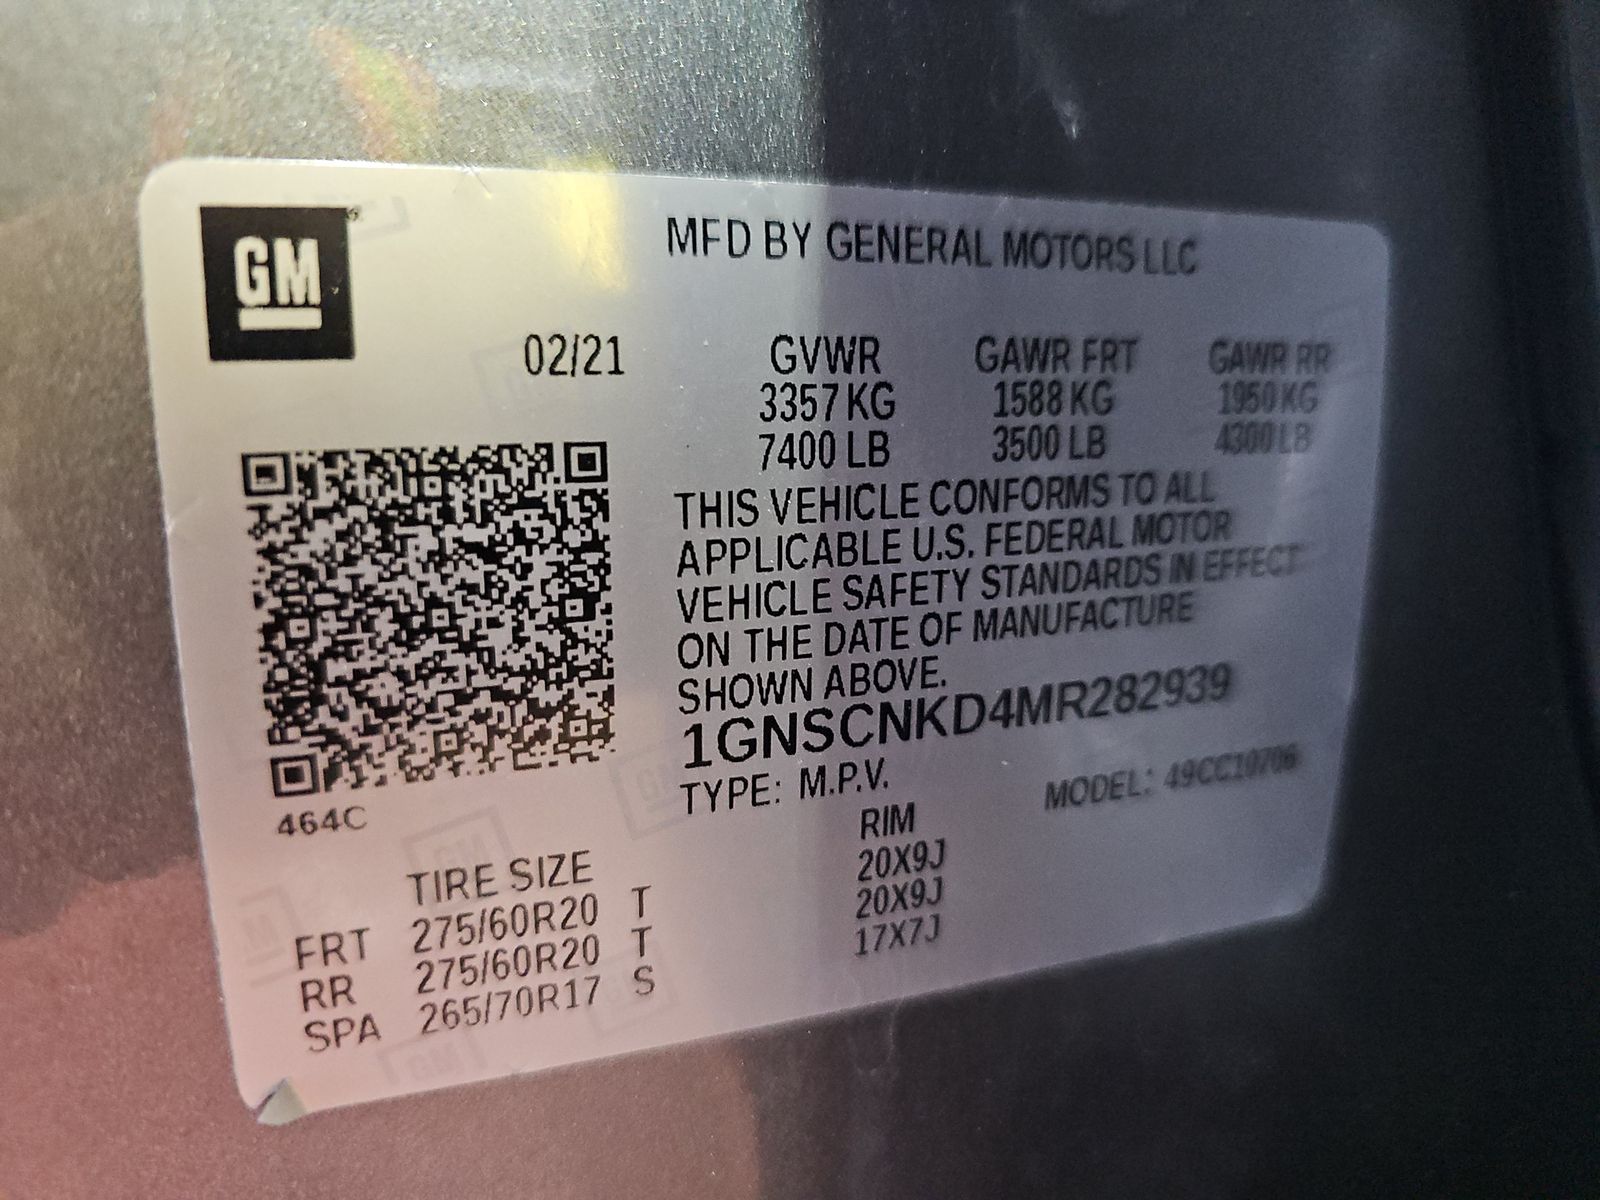 GM
MFD BY GENERAL MOTORS LLC
02/21
GVWR GAWR FRT GAWR RR
3357 KG 1588 KG 1950 KG
7400 LB 3500 LB 4300 LB
THIS VEHICLE CONFORMS TO ALL
APPLICABLE U.S. FEDERAL MOTOR
VEHICLE SAFETY STANDARDS IN EFFECT
ON THE DATE OF MANUFACTURE
SHOWN ABOVE.
1GNSCNKD4MR282939
TYPE: M.P.V. MODEL: 49CC10706
464C
TIRE SIZE RIM
FRT 275/60R20 T 20X9J
RR 275/60R20 T 20X9J
SPA 265/70R17 S 17X7J